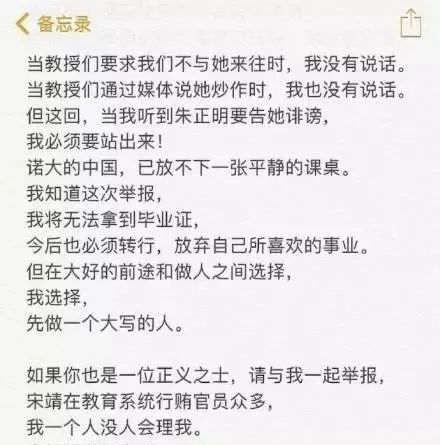 备忘录
当教授们要求我们不与她来往时，我没有说话。
当教授们通过媒体说她炒作时，我也没有说话。
但这回，当我听到朱正明要告她诽谤，
我必须要站出来！
诺大的中国，已放不下一张平静的课桌。
我知道这次举报，
我将无法拿到毕业证，
今后也必须转行，放弃自己所喜欢的事业。
但在大好的前途和做人之间选择，
我选择，
先做一个大写的人。
如果你也是一位正义之士，请与我一起举报，
宋靖在教育系统行贿官员众多，
我一个人没人会理我。